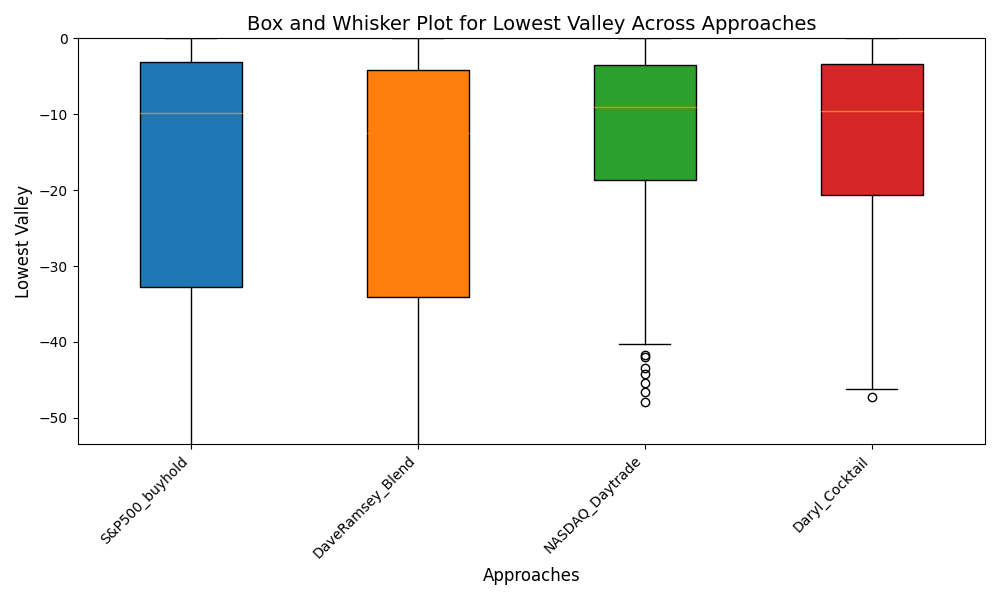 Box and Whisker Plot for Lowest Valley Across Approaches
Lowest Valley
0
−10
−20
−30
−40
−50
S&P500_buyhold
DaveRamsey_Blend
NASDAQ_Daytrade
Daryl_Cocktail
Approaches